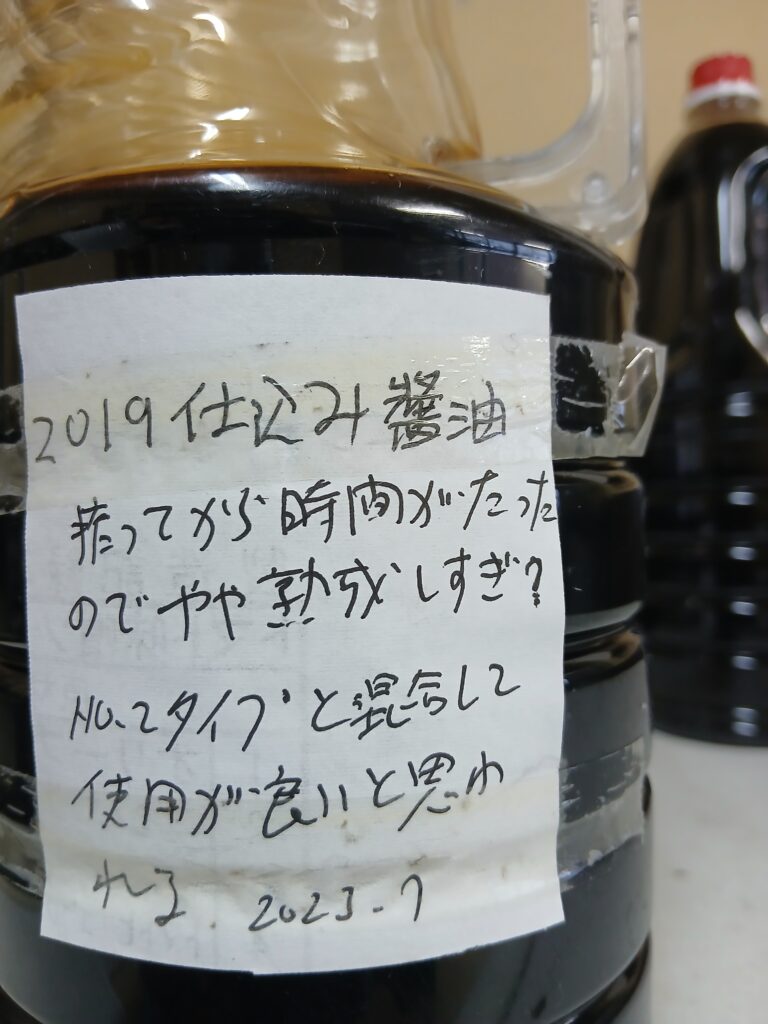 2019仕込み醤油
搾ってから時間がたった
のでやや熟成しすぎ?
NO.2タイプと混合して
使用が良いと思わ
れる 2023-7